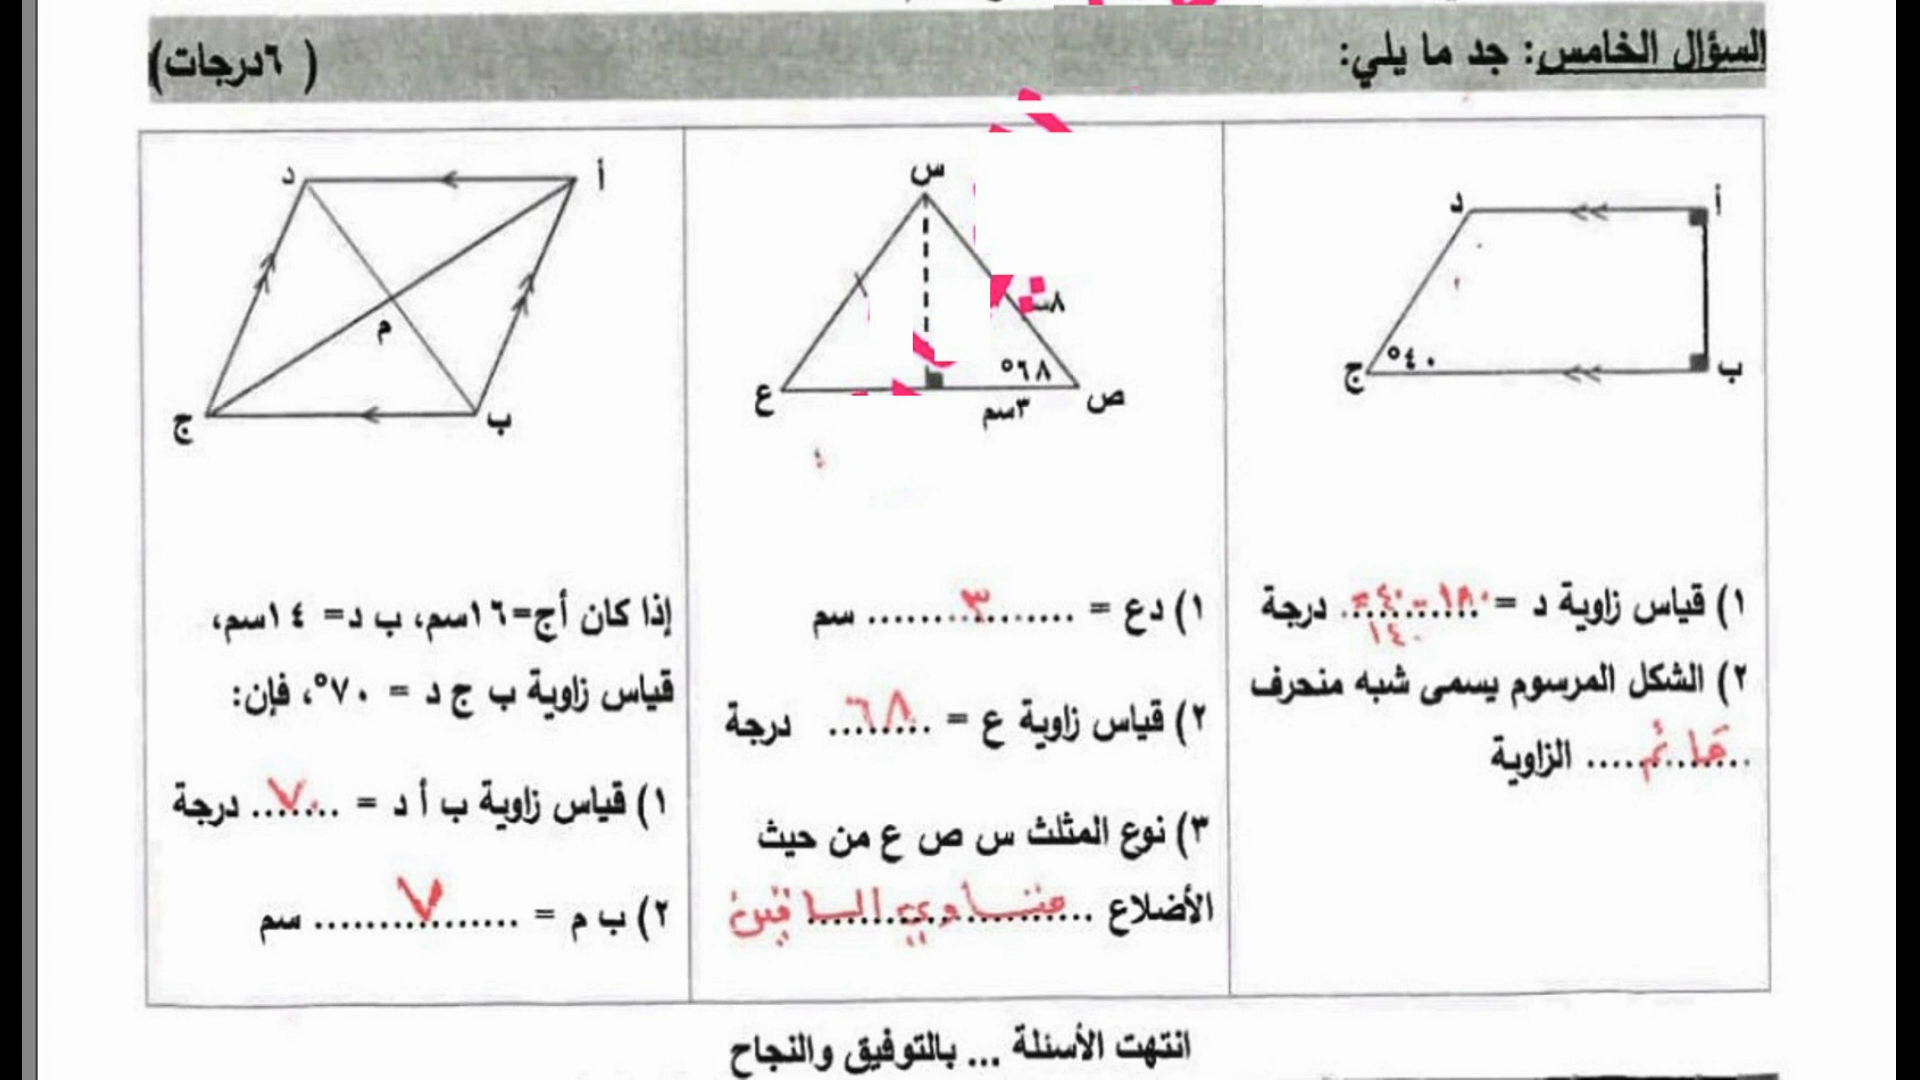 السؤال الخامس: جد ما يلي: ( ٦درجات)
أ
د
ب
ج
٤٠°
١) قياس زاوية د = ١٨٠ - ٤٠ = درجة
١٤٠
٢) الشكل المرسوم يسمى شبه منحرف
قائم الزاوية
س
٨سم
٦٨°
ص
ع
٣سم
١) دع = ٣ سم
٢) قياس زاوية ع = ٦٨ درجة
٣) نوع المثلث س ص ع من حيث
الأضلاع متساوي الساقين
أ
د
م
ب
ج
إذا كان أج=١٦سم، ب د= ١٤سم،
قياس زاوية ب ج د = ٧٠°، فإن:
١) قياس زاوية ب أ د = ٧٠ درجة
٢) ب م = ٧ سم
انتهت الأسئلة ... بالتوفيق والنجاح